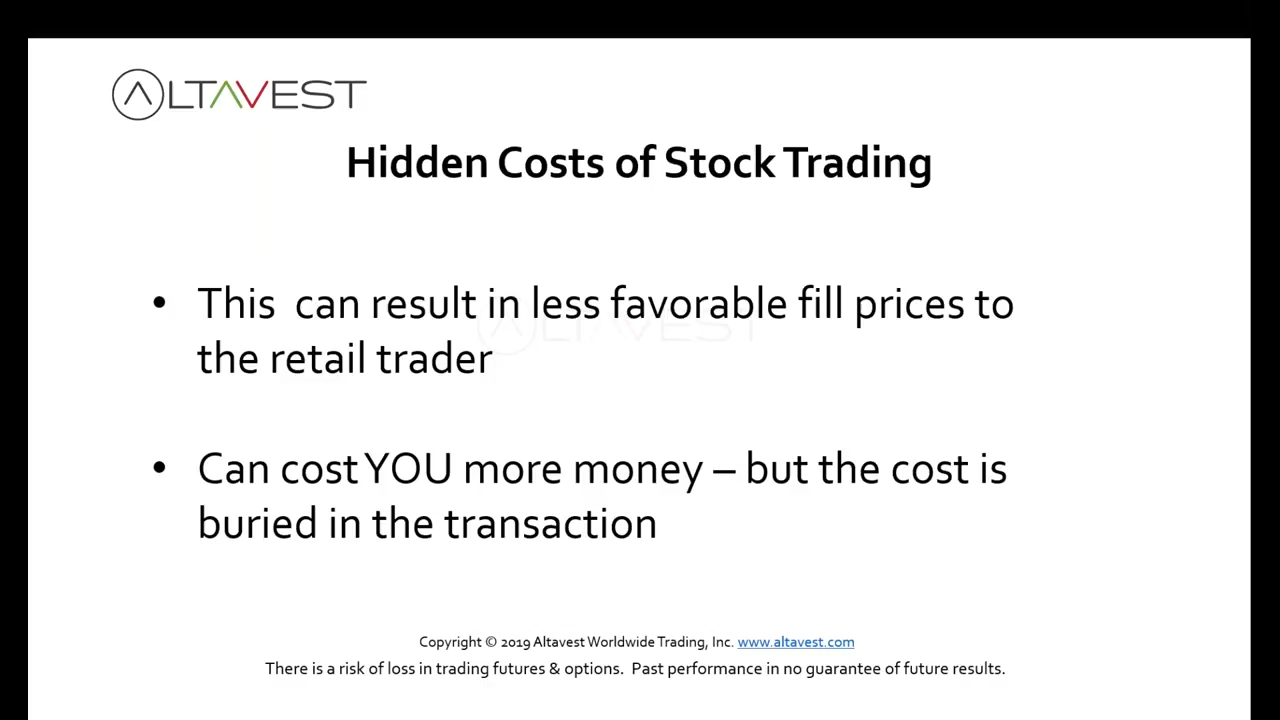 ALTAVEST
Hidden Costs of Stock Trading
• This can result in less favorable fill prices to
the retail trader
ALTAVEST
• Can cost YOU more money – but the cost is
buried in the transaction
Copyright © 2019 Altavest Worldwide Trading, Inc. www.altavest.com
There is a risk of loss in trading futures & options. Past performance in no guarantee of future results.